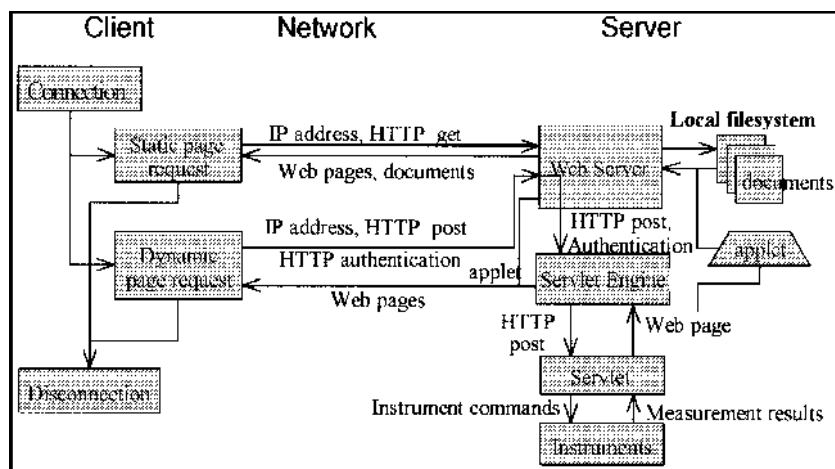 Client
Network
Server
Connection
Static page
request
IP address, HTTP get
Web pages, documents
Web Server
Local filesystem
documents
Dynamic
page request
IP address, HTTP post
HTTP authentication
applet
Web pages
HTTP post,
Authentication
applet
Servlet Engine
HTTP
post
Web page
Disconnection
Servlet
Instrument commands
Measurement results
Instruments